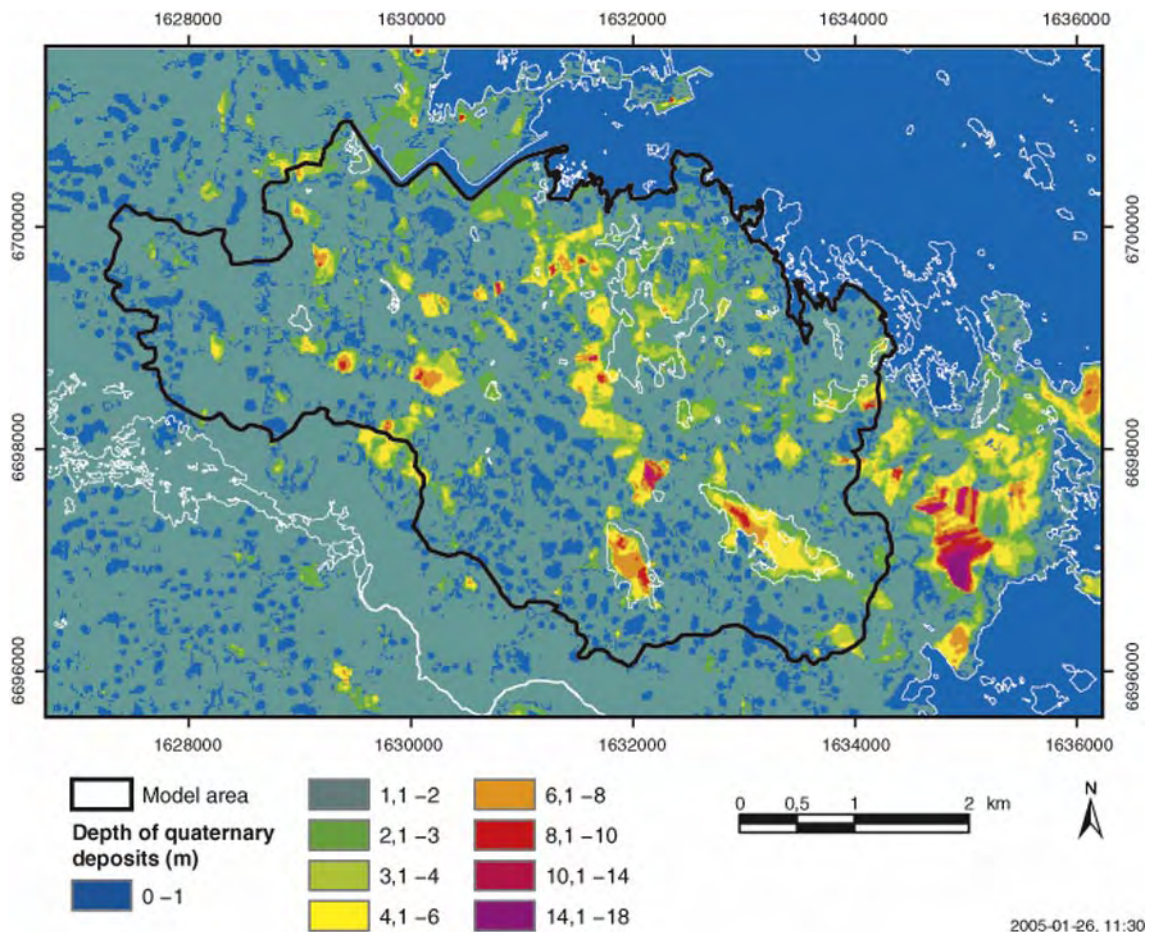 1628000 1630000 1632000 1634000 1636000
6700000 6700000
6698000 6698000
6696000 6696000
1628000 1630000 1632000 1634000 1636000
Model area
Depth of quaternary
deposits (m)
0 –1
1,1 –2
2,1 –3
3,1 –4
4,1 –6
6,1 –8
8,1 –10
10,1 –14
14,1 –18
0 0,5 1 2 km
N
2005-01-26, 11:30